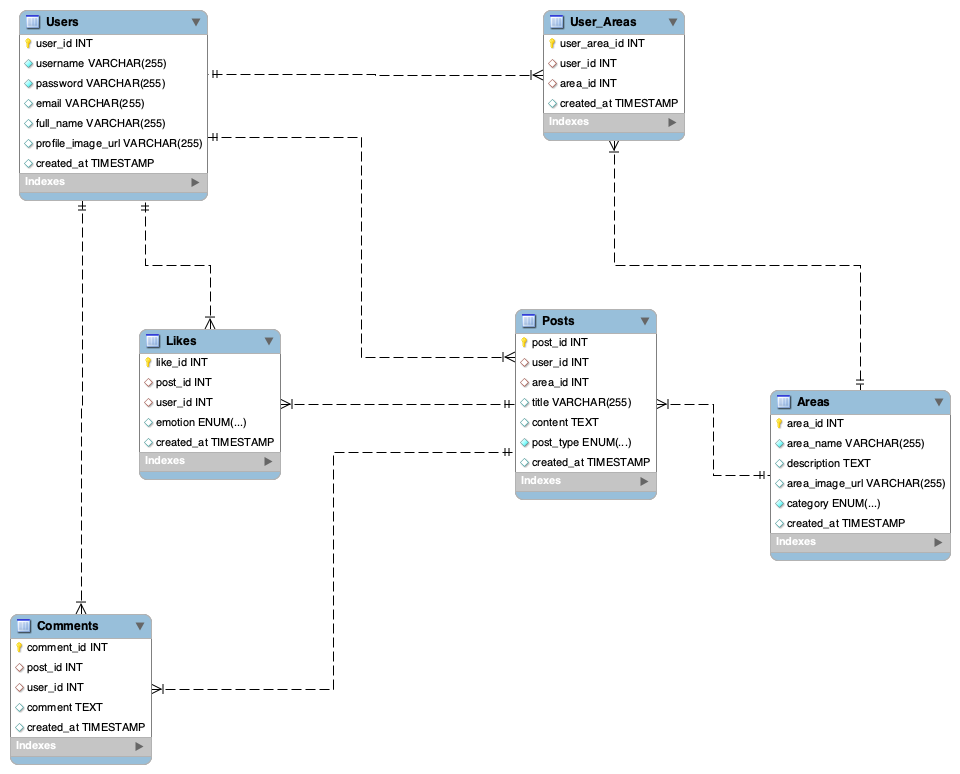 Users
user_id INT
username VARCHAR(255)
password VARCHAR(255)
email VARCHAR(255)
full_name VARCHAR(255)
profile_image_url VARCHAR(255)
created_at TIMESTAMP
Indexes
User_Areas
user_area_id INT
user_id INT
area_id INT
created_at TIMESTAMP
Indexes
Likes
like_id INT
post_id INT
user_id INT
emotion ENUM(...)
created_at TIMESTAMP
Indexes
Posts
post_id INT
user_id INT
area_id INT
title VARCHAR(255)
content TEXT
post_type ENUM(...)
created_at TIMESTAMP
Indexes
Areas
area_id INT
area_name VARCHAR(255)
description TEXT
area_image_url VARCHAR(255)
category ENUM(...)
created_at TIMESTAMP
Indexes
Comments
comment_id INT
post_id INT
user_id INT
comment TEXT
created_at TIMESTAMP
Indexes